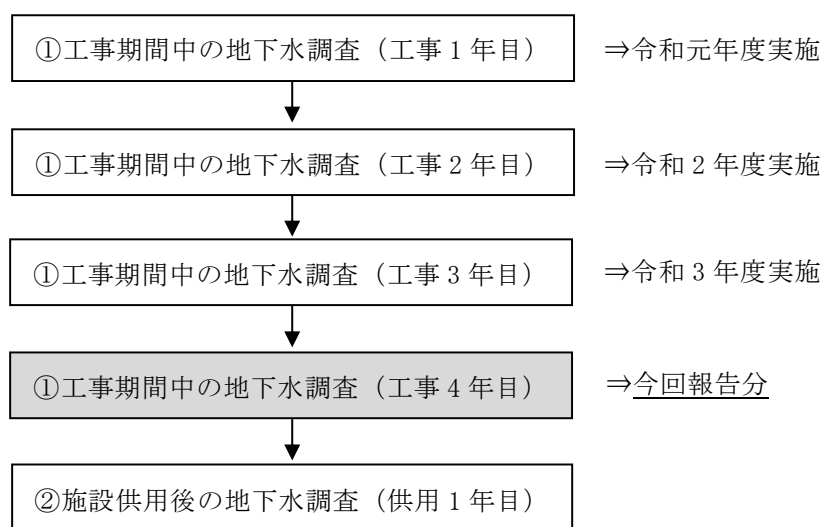 ①工事期間中の地下水調査（工事１年目） ⇒令和元年度実施
①工事期間中の地下水調査（工事２年目） ⇒令和２年度実施
①工事期間中の地下水調査（工事３年目） ⇒令和３年度実施
①工事期間中の地下水調査（工事４年目） ⇒今回報告分
②施設供用後の地下水調査（供用１年目）